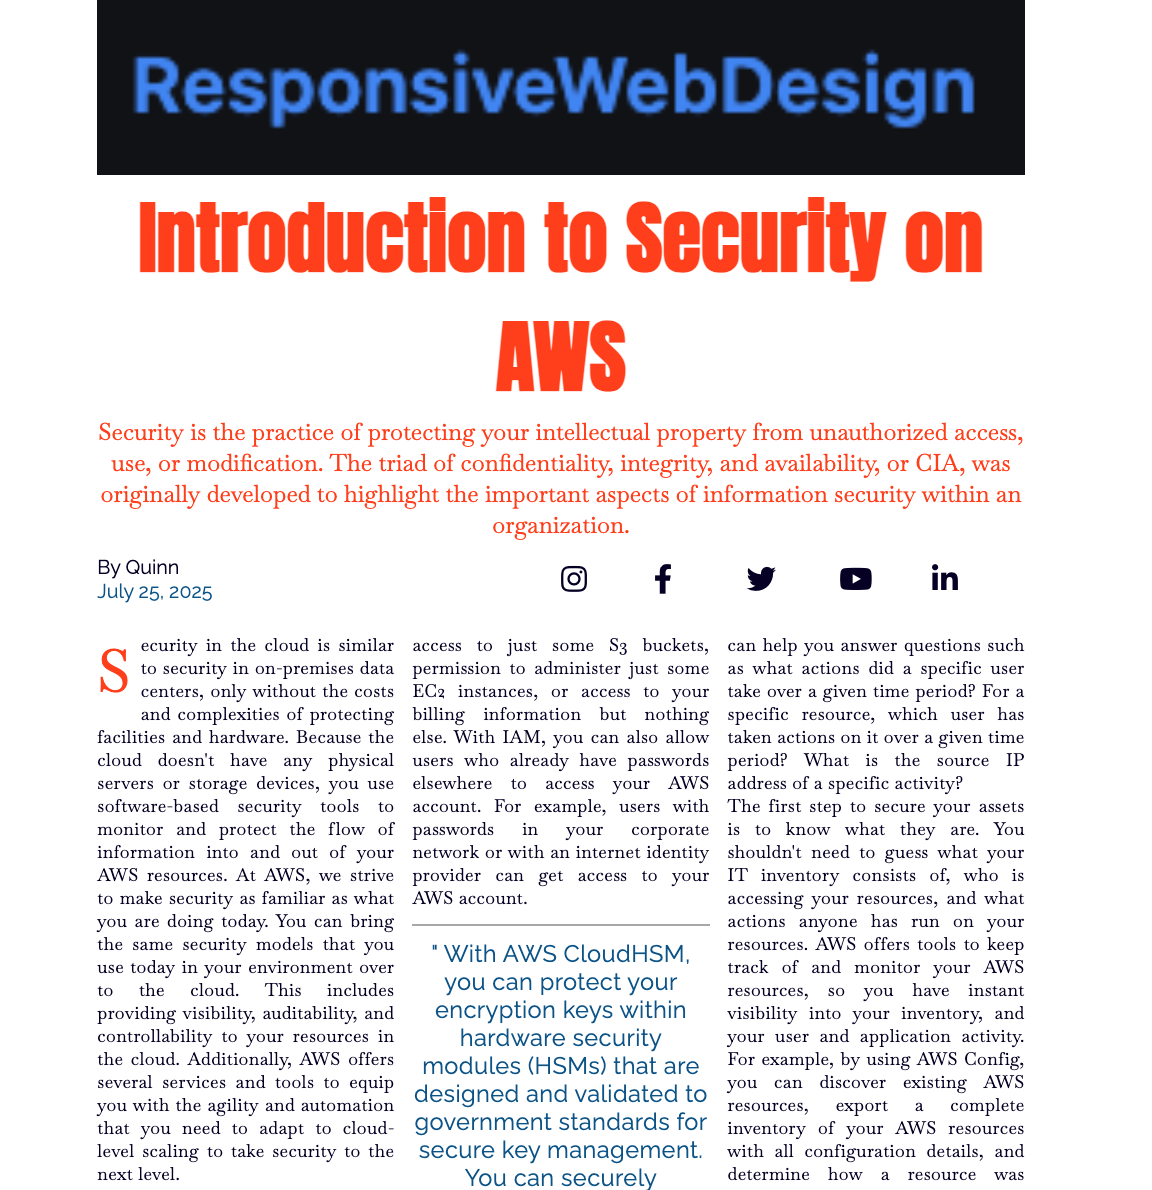 ResponsiveWebDesign
Introduction to Security on
AWS
Security is the practice of protecting your intellectual property from unauthorized access,
use, or modification. The triad of confidentiality, integrity, and availability, or CIA, was
originally developed to highlight the important aspects of information security within an
organization.
By Quinn
July 25, 2025
Security in the cloud is similar
to security in on-premises data
centers, only without the costs
and complexities of protecting
facilities and hardware. Because the
cloud doesn't have any physical
servers or storage devices, you use
software-based security tools to
monitor and protect the flow of
information into and out of your
AWS resources. At AWS, we strive
to make security as familiar as what
you are doing today. You can bring
the same security models that you
use today in your environment over
to the cloud. This includes
providing visibility, auditability, and
controllability to your resources in
the cloud. Additionally, AWS offers
several services and tools to equip
you with the agility and automation
that you need to adapt to cloud-
level scaling to take security to the
next level.
access to just some S3 buckets,
permission to administer just some
EC2 instances, or access to your
billing information but nothing
else. With IAM, you can also allow
users who already have passwords
elsewhere to access your AWS
account. For example, users with
passwords in your corporate
network or with an internet identity
provider can get access to your
AWS account.
" With AWS CloudHSM,
you can protect your
encryption keys within
hardware security
modules (HSMs) that are
designed and validated to
government standards for
secure key management.
You can securely
can help you answer questions such
as what actions did a specific user
take over a given time period? For a
specific resource, which user has
taken actions on it over a given time
period? What is the source IP
address of a specific activity?
The first step to secure your assets
is to know what they are. You
shouldn't need to guess what your
IT inventory consists of, who is
accessing your resources, and what
actions anyone has run on your
resources. AWS offers tools to keep
track of and monitor your AWS
resources, so you have instant
visibility into your inventory, and
your user and application activity.
For example, by using AWS Config,
you can discover existing AWS
resources, export a complete
inventory of your AWS resources
with all configuration details, and
determine how a resource was